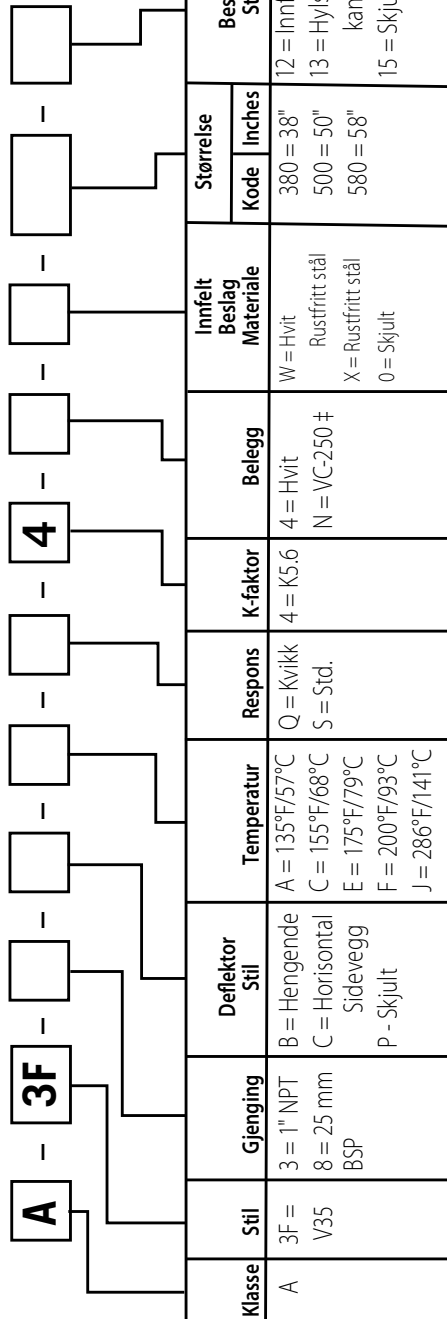 A – 3F – – – – – 4 – – – –
Klasse
A
Stil
3F =
V35
Gjenging
3 = 1" NPT
8 = 25 mm
BSP
Deflektor
Stil
B = Hengende
C = Horisontal
Sidevegg
P - Skjult
Temperatur
A = 135°F/57°C
C = 155°F/68°C
E = 175°F/79°C
F = 200°F/93°C
J = 286°F/141°C
Respons
Q = Kvikk
S = Std.
K-faktor
4 = K5.6
Belegg
4 = Hvit
N = VC-250 ‡
Innfelt
Beslag
Materiale
W = Hvit
Rustfritt stål
X = Rustfritt stål
0 = Skjult
Størrelse
Kode Inches
380 = 38"
500 = 50"
580 = 58"
12 =
13 =
15 =